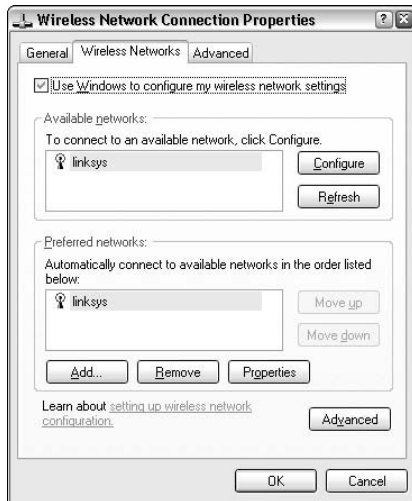 Wireless Network Connection Properties
General Wireless Networks Advanced
Use Windows to configure my wireless network settings
Available networks:
To connect to an available network, click Configure.
linksys
Configure
Refresh
Preferred networks:
Automatically connect to available networks in the order listed
below:
linksys
Move up
Move down
Add... Remove Properties
Learn about setting up wireless network
configuration.
Advanced
OK Cancel